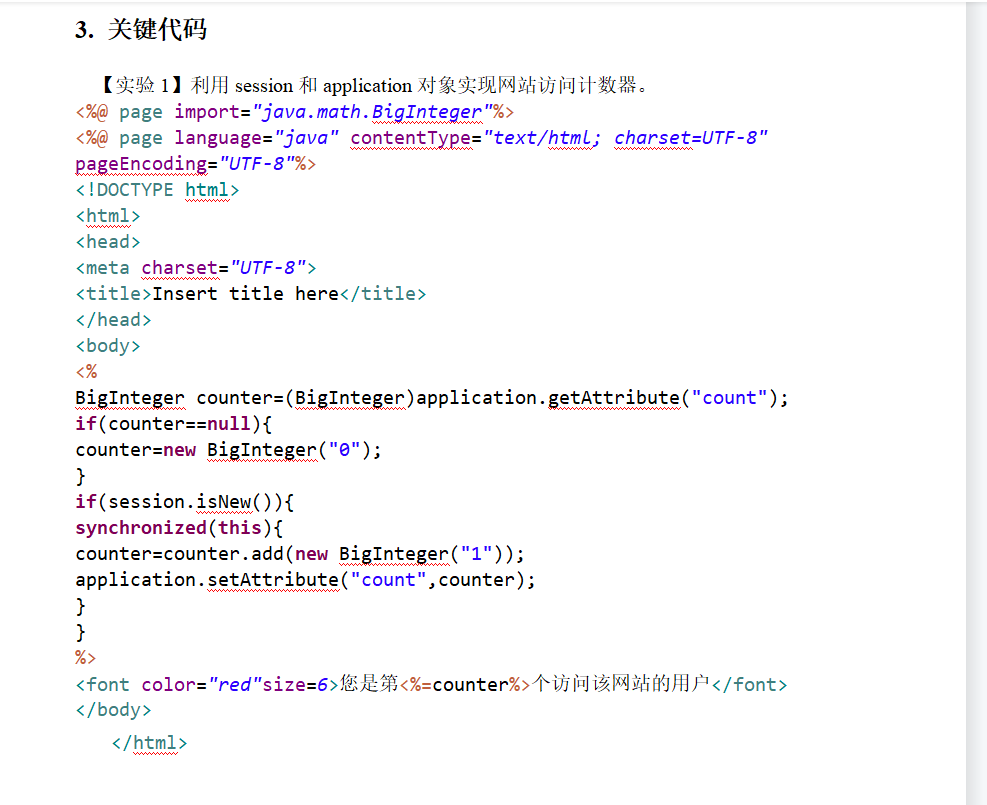 3. 关键代码
【实验 1】利用 session 和 application 对象实现网站访问计数器。
<%@ page import="java.math.BigInteger"%>
<%@ page language="java" contentType="text/html; charset=UTF-8"
pageEncoding="UTF-8"%>
<!DOCTYPE html>
<html>
<head>
<meta charset="UTF-8">
<title>Insert title here</title>
</head>
<body>
<%
BigInteger counter=(BigInteger)application.getAttribute("count");
if(counter==null){
counter=new BigInteger("0");
}
if(session.isNew()){
synchronized(this){
counter=counter.add(new BigInteger("1"));
application.setAttribute("count",counter);
}
}
%>
<font color="red"size=6>您是第<%=counter%>个访问该网站的用户</font>
</body>
</html>